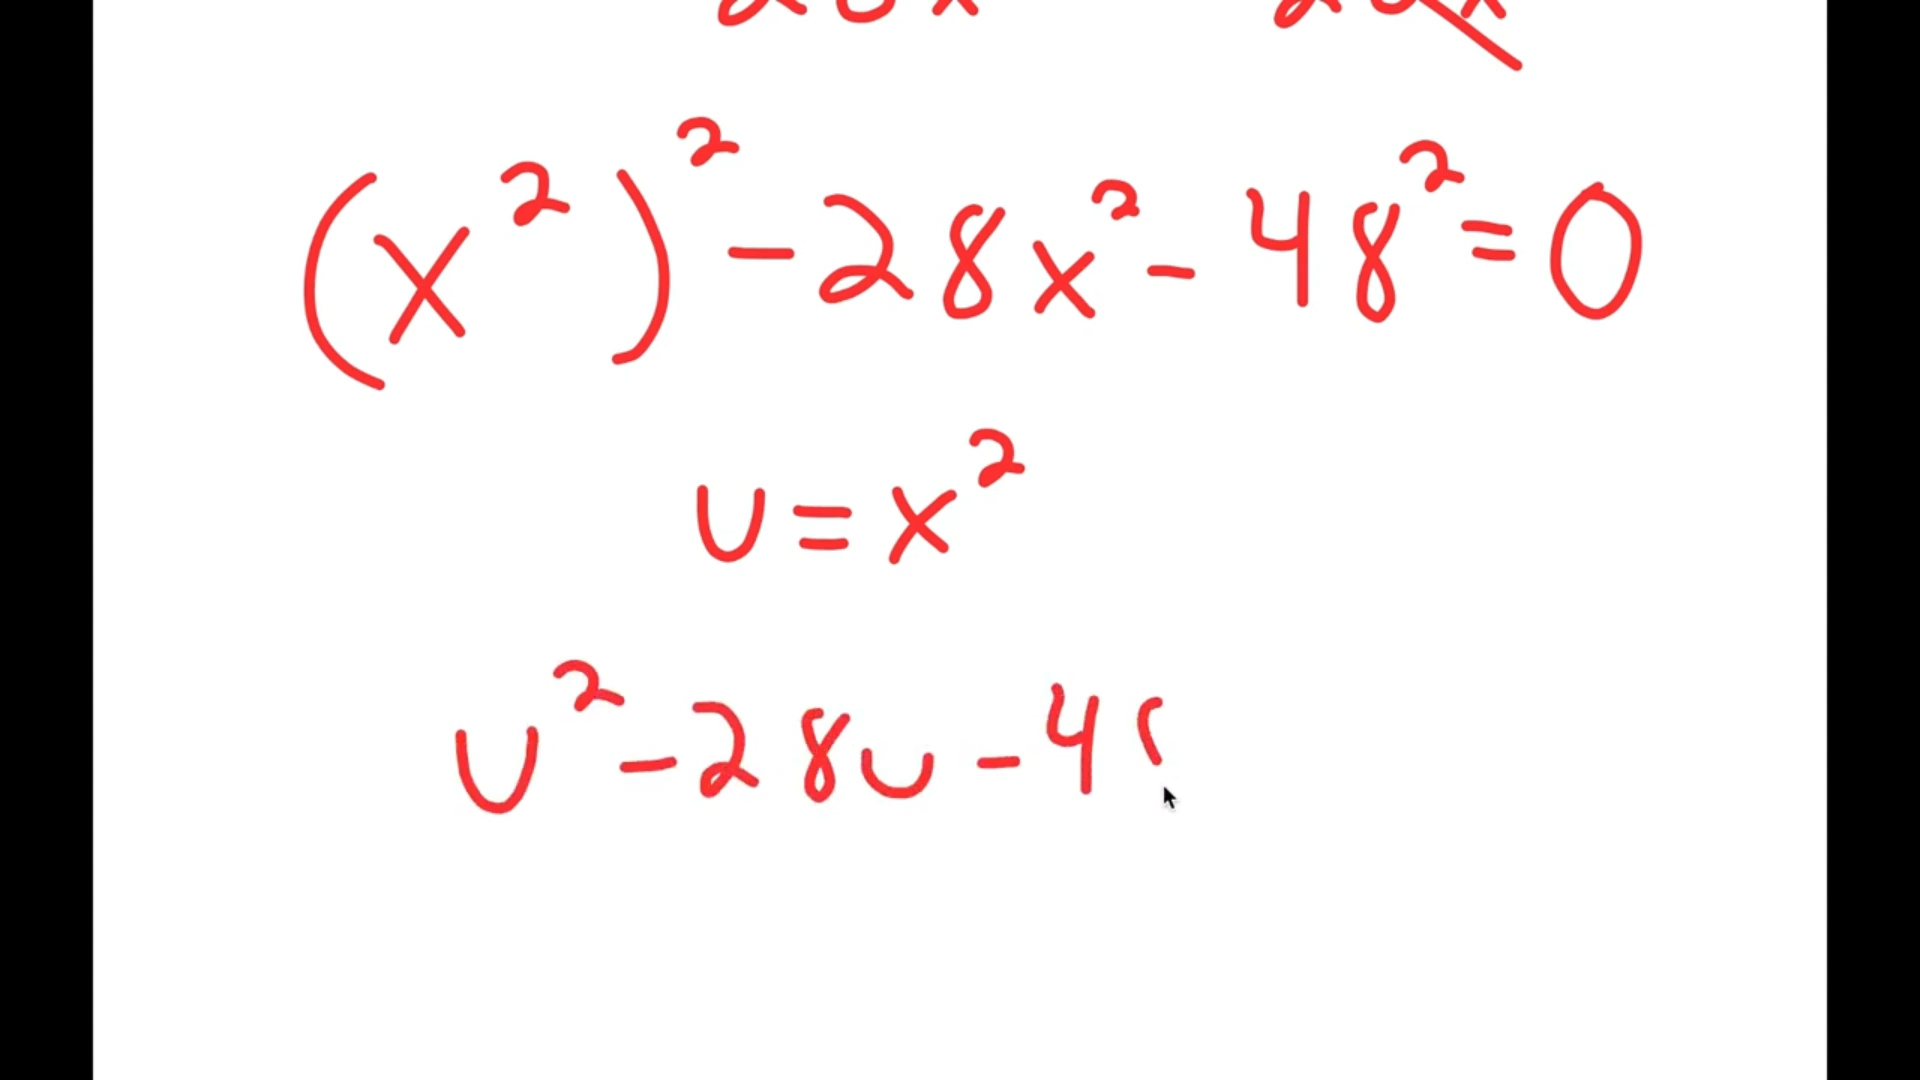 (x²)² - 28x² - 48² = 0
u = x²
u² - 28u - 4